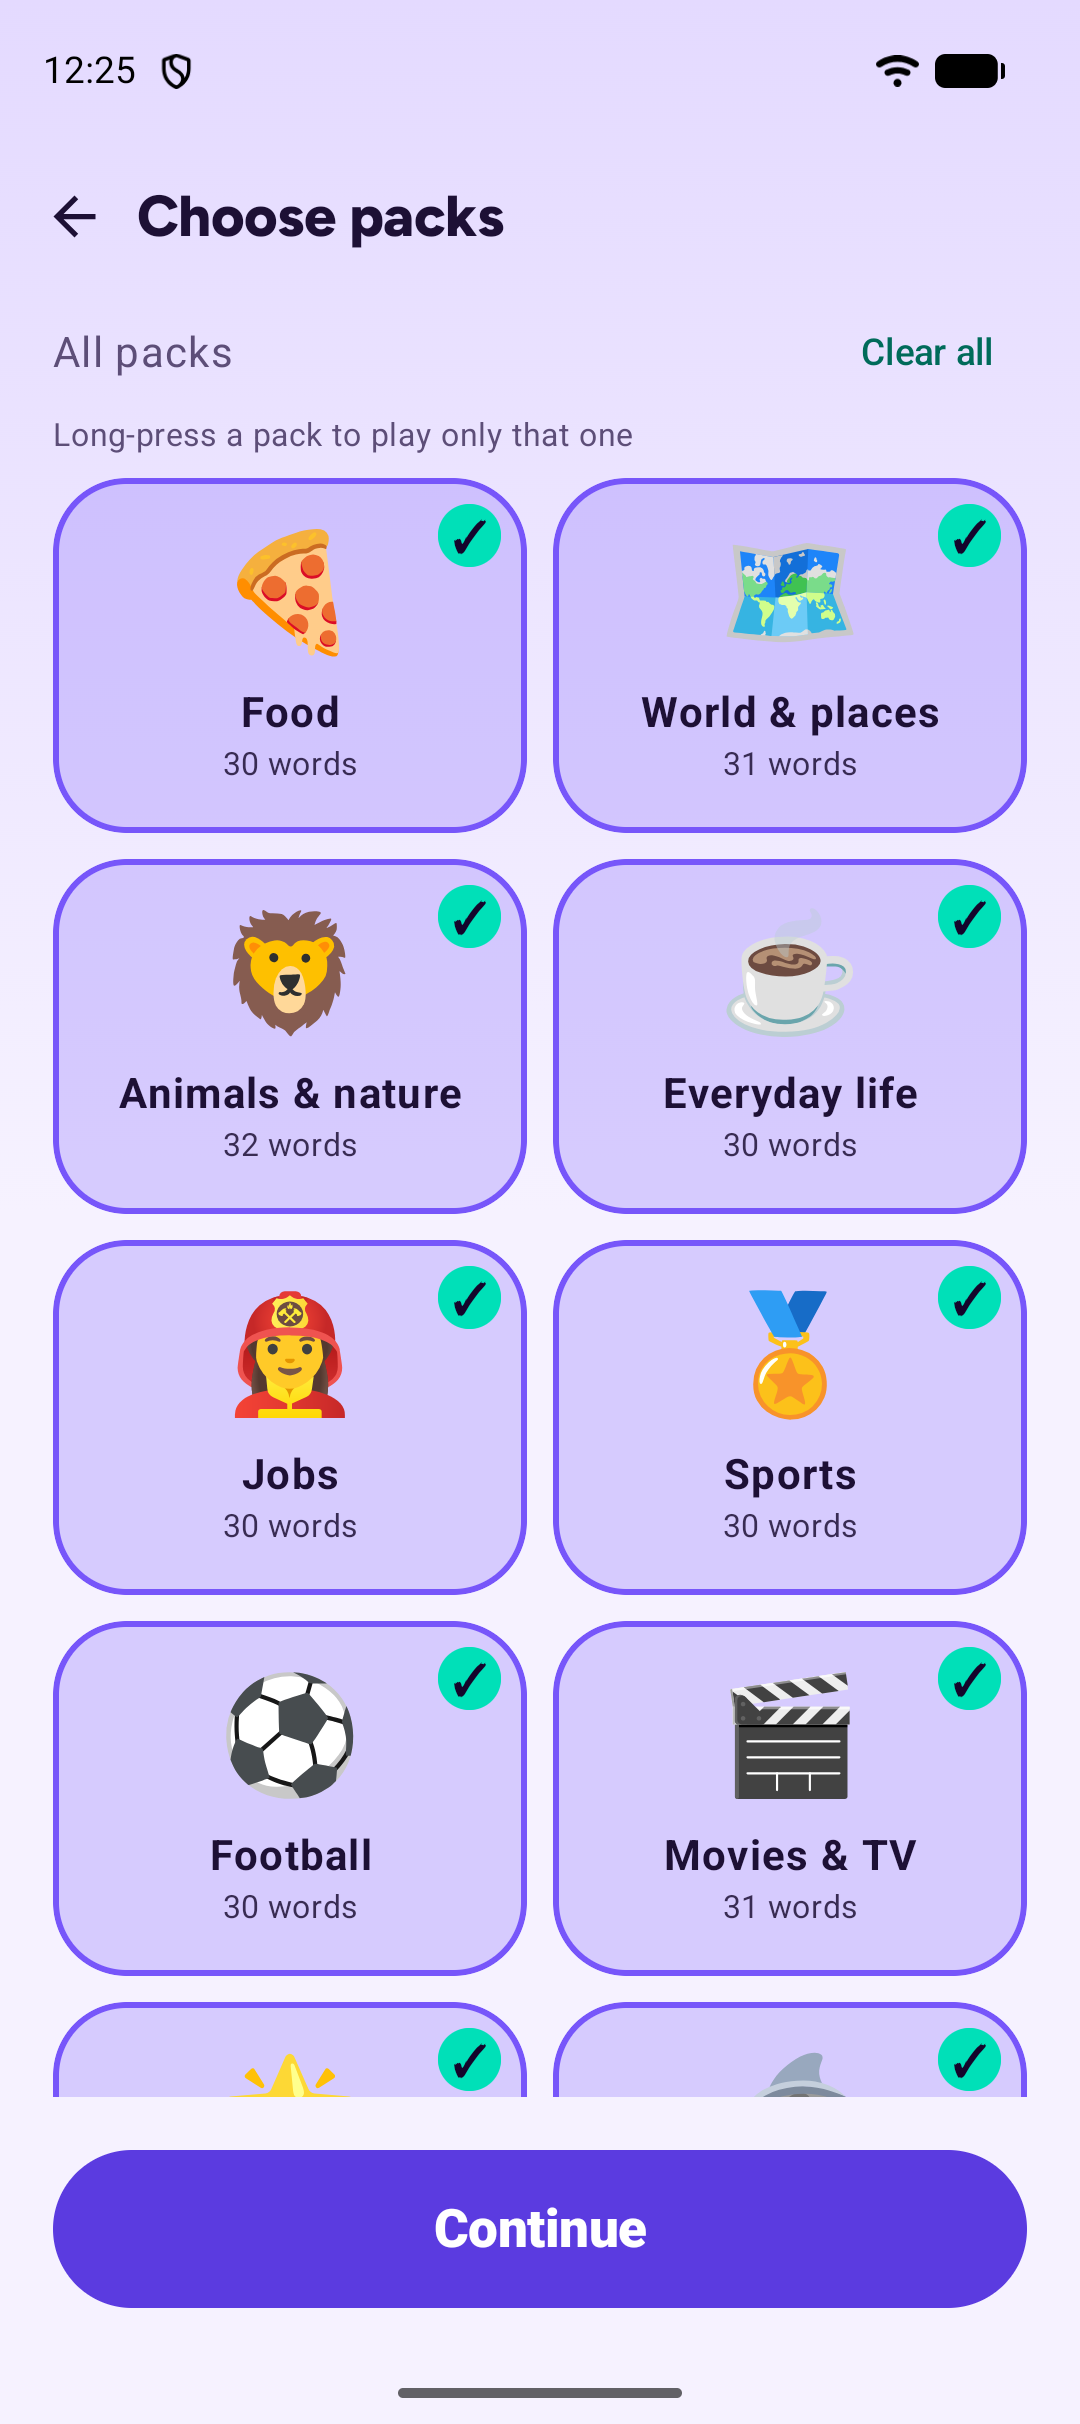 12:25
Choose packs
All packs
Clear all
Long-press a pack to play only that one
Food
30 words
World & places
31 words
Animals & nature
32 words
Everyday life
30 words
Jobs
30 words
Sports
30 words
Football
30 words
Movies & TV
31 words
Continue